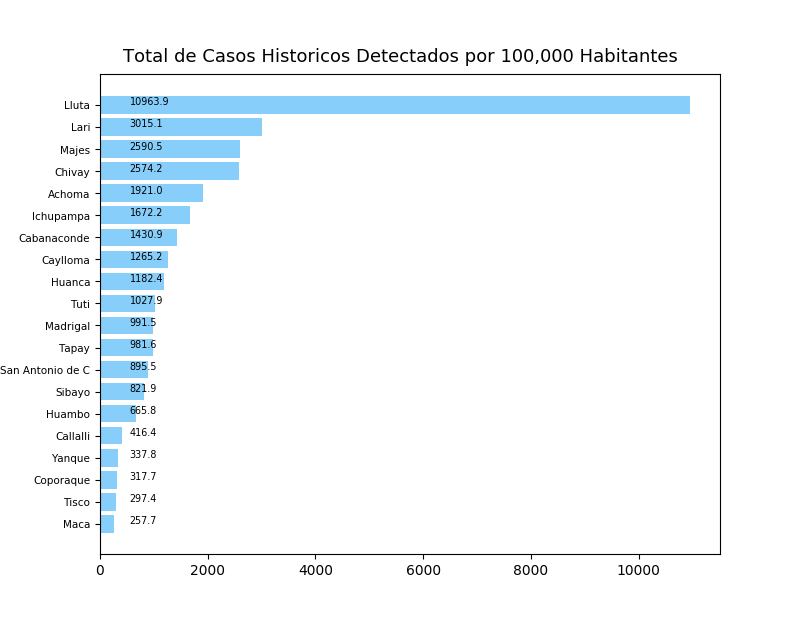 Total de Casos Historicos Detectados por 100,000 Habitantes
Lluta 10963.9
Lari 3015.1
Majes 2590.5
Chivay 2574.2
Achoma 1921.0
Ichupampa 1672.2
Cabanaconde 1430.9
Caylloma 1265.2
Huanca 1182.4
Tuti 1027.9
Madrigal 991.5
Tapay 981.6
San Antonio de C 895.5
Sibayo 821.9
Huambo 665.8
Callalli 416.4
Yanque 337.8
Coporaque 317.7
Tisco 297.4
Maca 257.7
0 2000 4000 6000 8000 10000